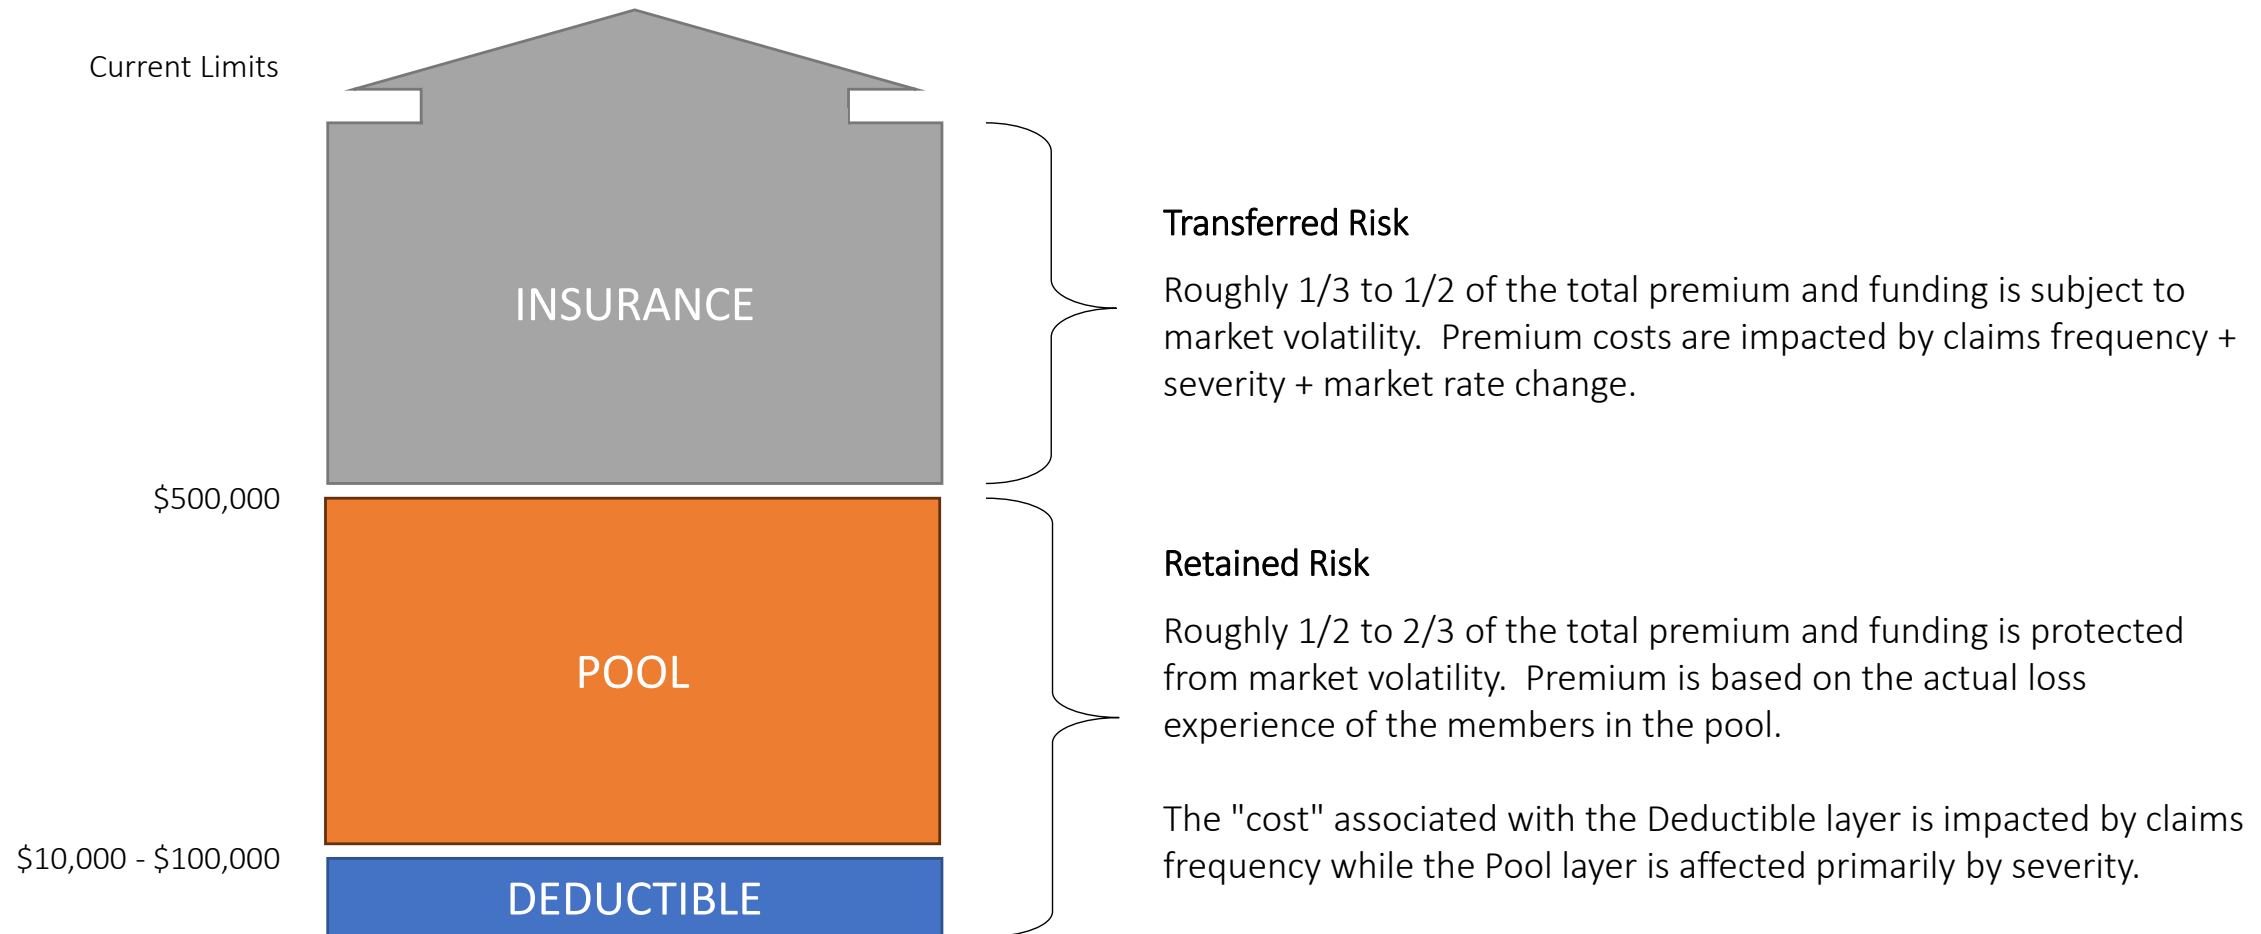 Current Limits
INSURANCE
Transferred Risk
Roughly 1/3 to 1/2 of the total premium and funding is subject to
market volatility.  Premium costs are impacted by claims frequency +
severity + market rate change.
$500,000
POOL
Retained Risk
Roughly 1/2 to 2/3 of the total premium and funding is protected
from market volatility.  Premium is based on the actual loss
experience of the members in the pool.
The "cost" associated with the Deductible layer is impacted by claims
frequency while the Pool layer is affected primarily by severity.
$10,000 - $100,000
DEDUCTIBLE